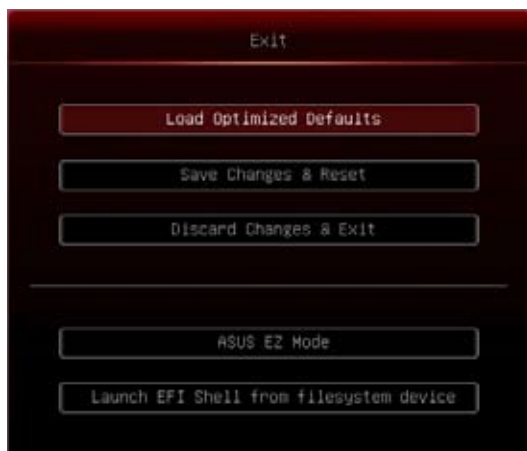 Exit
Load Optimized Defaults
Save Changes & Reset
Discard Changes & Exit
ASUS EZ Mode
Launch EFI Shell from filesystem device